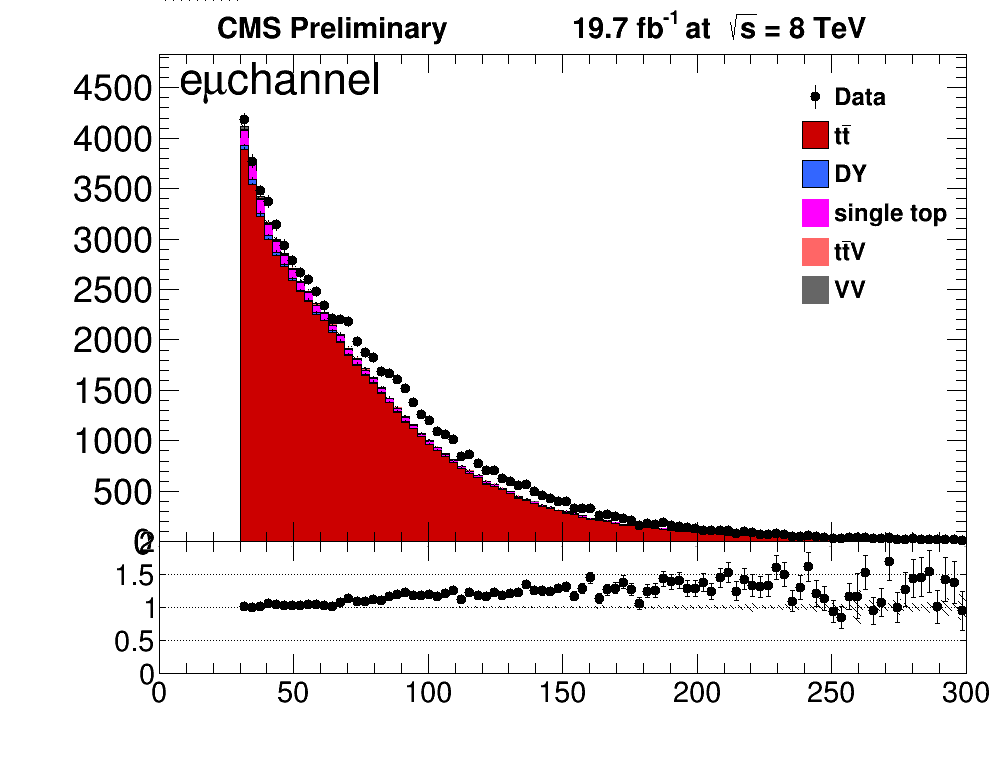 CMS Preliminary 19.7 fb⁻¹ at √s = 8 TeV
eμchannel
Data
tt̄
DY
single top
tt̄V
VV
4500
4000
3500
3000
2500
2000
1500
1000
500
0
2
1.5
1
0.5
0
0 50 100 150 200 250 300